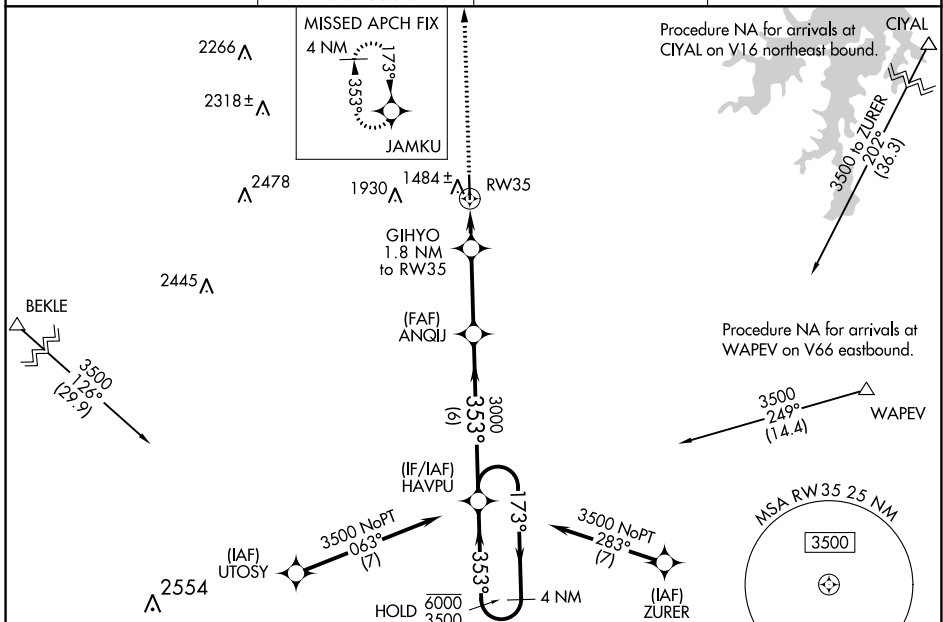 MISSED APCH FIX
4 NM
173°
353°
JAMKU
Procedure NA for arrivals at
CIYAL on V16 northeast bound.
CIYAL
3500 to ZURER
202°
(36.3)
2266
2318 ±
2478
1930
1484 ±
RW35
GIHYO
1.8 NM
to RW35
2445
BEKLE
3500
126°
(29.9)
(FAF)
ANQIJ
Procedure NA for arrivals at
WAPEV on V66 eastbound.
3500
249°
(14.4)
WAPEV
3000
353°
(6)
(IF/IAF)
HAVPU
173°
353°
3500 NoPT
063°
(7)
(IAF)
UTOSY
3500 NoPT
283°
(7)
(IAF)
ZURER
MSA RW35 25 NM
3500
2554
HOLD
6000
3500
4 NM